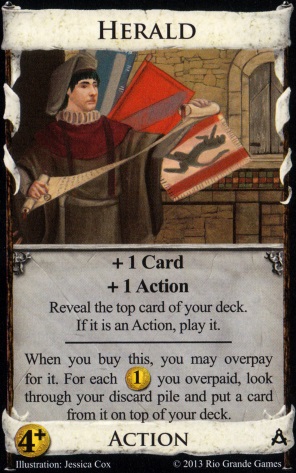 HERALD
+ 1 Card
+ 1 Action
Reveal the top card of your deck.
If it is an Action, play it.
When you buy this, you may overpay
for it. For each 1 you overpaid, look
through your discard pile and put a card
from it on top of your deck.
4+
ACTION
Illustration: Jessica Cox
© 2013 Rio Grande Games